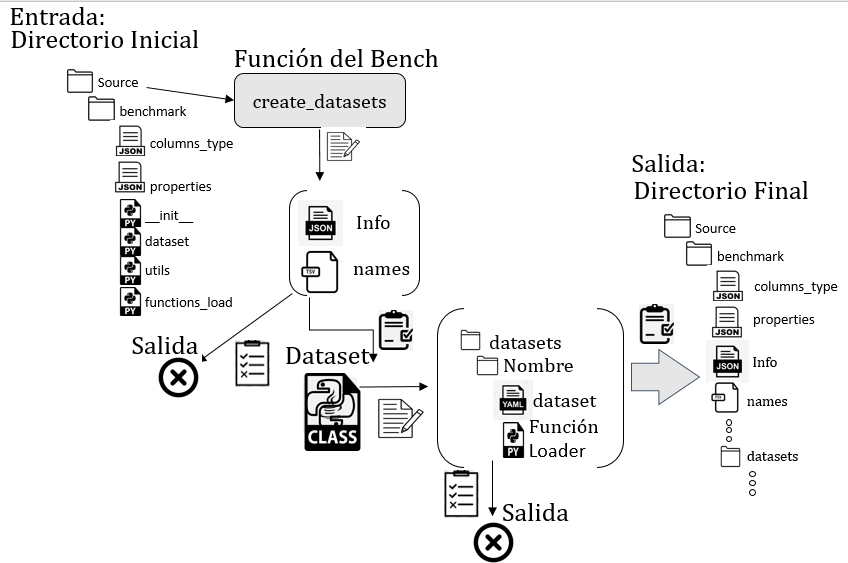 Entrada:
Directorio Inicial
Source
benchmark
JSON
columns_type
JSON
properties
PY
__init__
PY
dataset
PY
utils
PY
functions_load
Función del Bench
create_datasets
JSON
Info
TSV
names
Salida
Dataset
CLASS
datasets
Nombre
YAML
dataset
PY
Función
Loader
Salida
Salida:
Directorio Final
Source
benchmark
JSON
columns_type
JSON
properties
JSON
Info
TSV
names
datasets